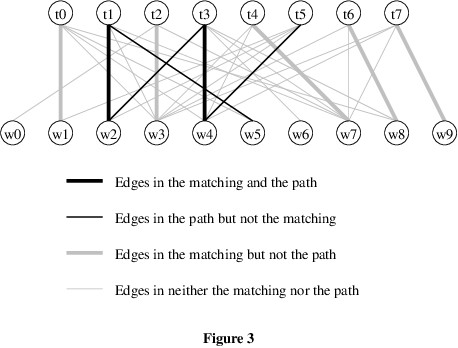 t0 t1 t2 t3 t4 t5 t6 t7
w0 w1 w2 w3 w4 w5 w6 w7 w8 w9
Edges in the matching and the path
Edges in the path but not the matching
Edges in the matching but not the path
Edges in neither the matching nor the path
Figure 3